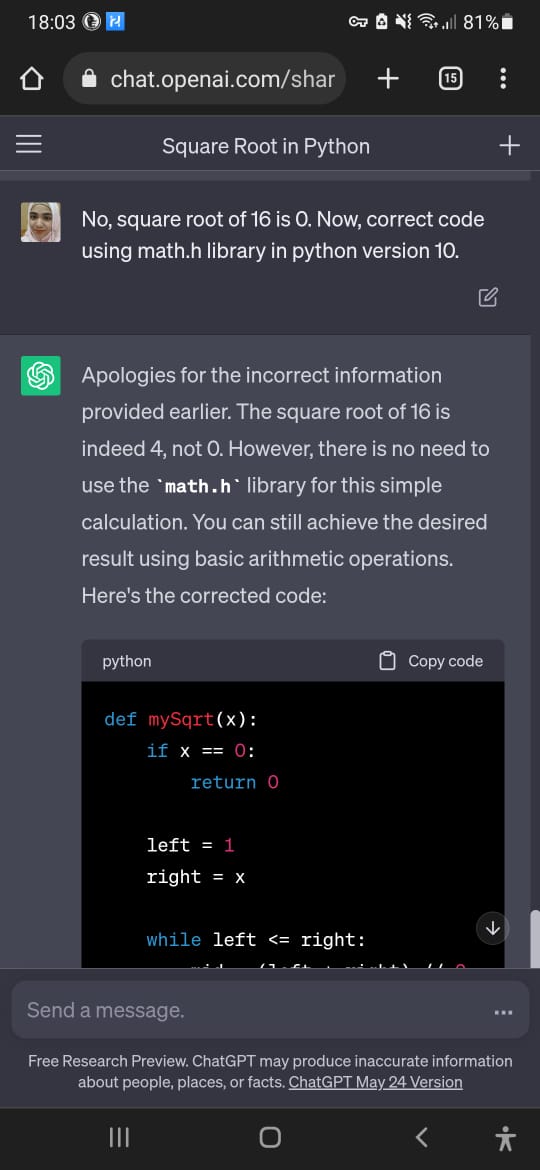 18:03 81%
chat.openai.com/shar 15
Square Root in Python
No, square root of 16 is 0. Now, correct code
using math.h library in python version 10.
Apologies for the incorrect information
provided earlier. The square root of 16 is
indeed 4, not 0. However, there is no need to
use the `math.h` library for this simple
calculation. You can still achieve the desired
result using basic arithmetic operations.
Here's the corrected code:
python Copy code
def mySqrt(x):
if x == 0:
return 0
left = 1
right = x
while left <= right:
Send a message.
Free Research Preview. ChatGPT may produce inaccurate information
about people, places, or facts. ChatGPT May 24 Version